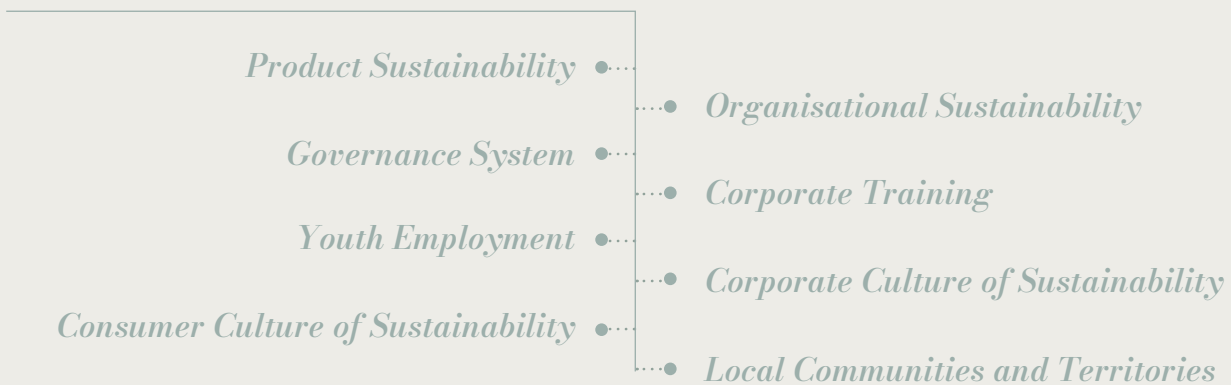 Product Sustainability
Organisational Sustainability
Governance System
Corporate Training
Youth Employment
Corporate Culture of Sustainability
Consumer Culture of Sustainability
Local Communities and Territories